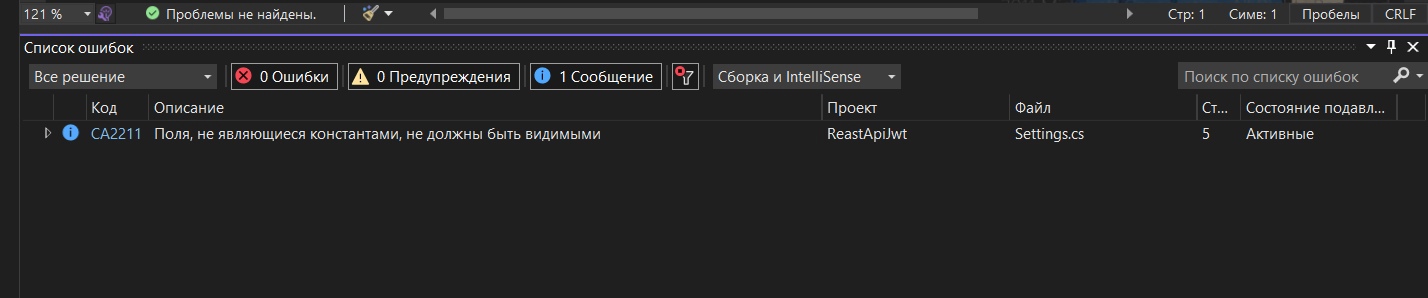 121 % Проблемы не найдены. Стр: 1 Симв: 1 Пробелы CRLF
Список ошибок
Все решение 0 Ошибки 0 Предупреждения 1 Сообщение Сборка и IntelliSense Поиск по списку ошибок
Код Описание Проект Файл Ст... Состояние подавл...
CA2211 Поля, не являющиеся константами, не должны быть видимыми ReastApiJwt Settings.cs 5 Активные